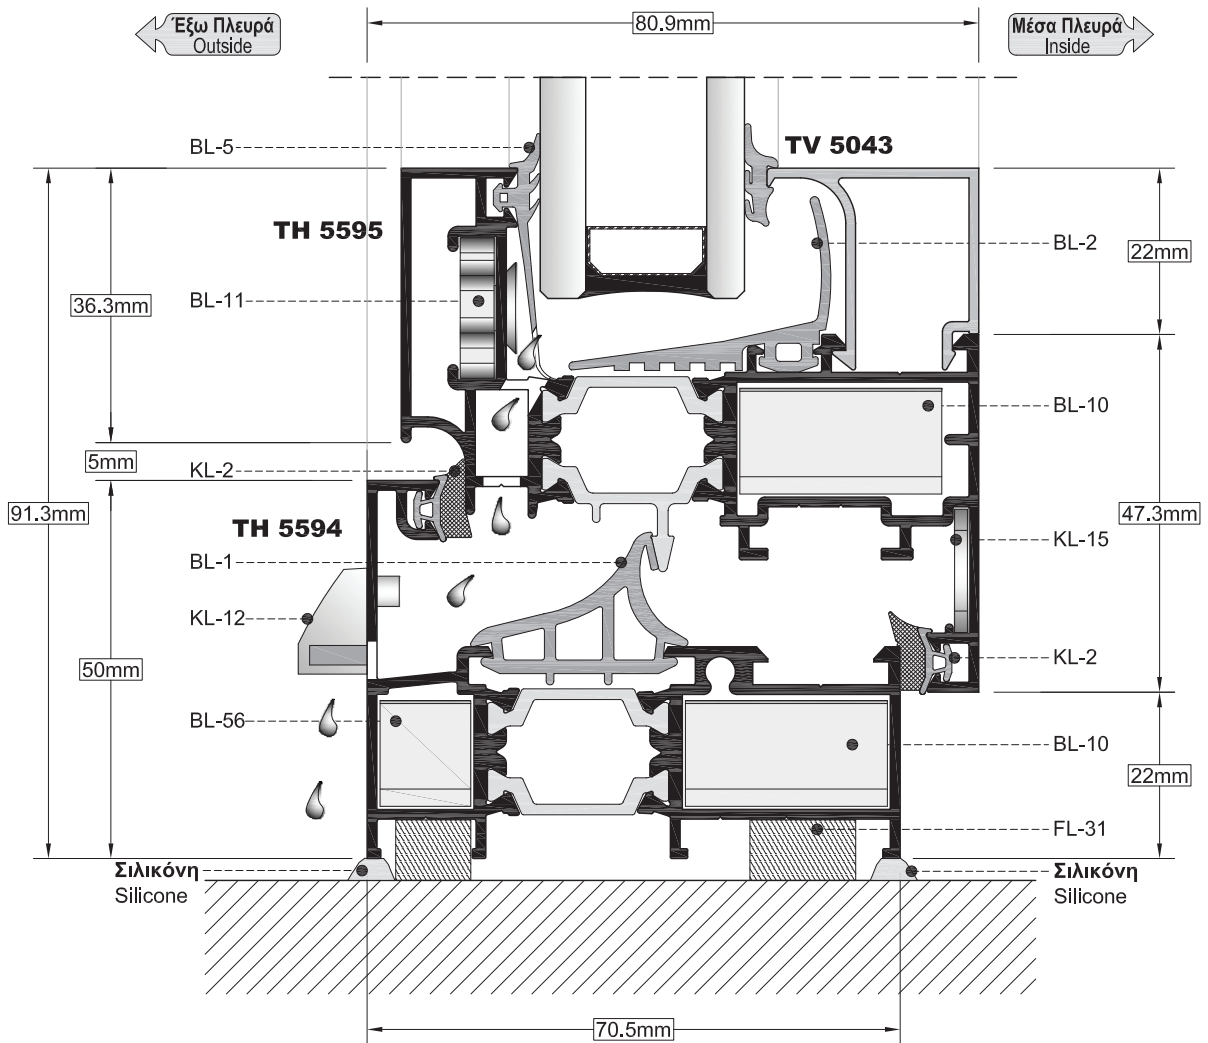 Έξω Πλευρά
Outside
80.9mm
Μέσα Πλευρά
Inside
BL-5
TV 5043
TH 5595
BL-2
22mm
BL-11
36.3mm
BL-10
5mm
KL-2
91.3mm
TH 5594
47.3mm
KL-15
BL-1
KL-12
50mm
KL-2
BL-56
BL-10
22mm
FL-31
Σιλικόνη
Silicone
Σιλικόνη
Silicone
70.5mm